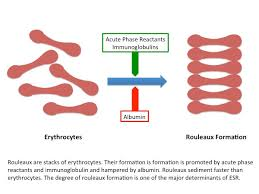 Acute Phase Reactants
Immunoglobulins
Albumin
Erythrocytes
Rouleaux Formation
Rouleaux are stacks of erythrocytes. Their formation is formation is promoted by acute phase
reactants and immunoglobulin and hampered by albumin. Rouleaux sediment faster than
erythrocytes. The degree of rouleaux formation is one of the major determinants of ESR.